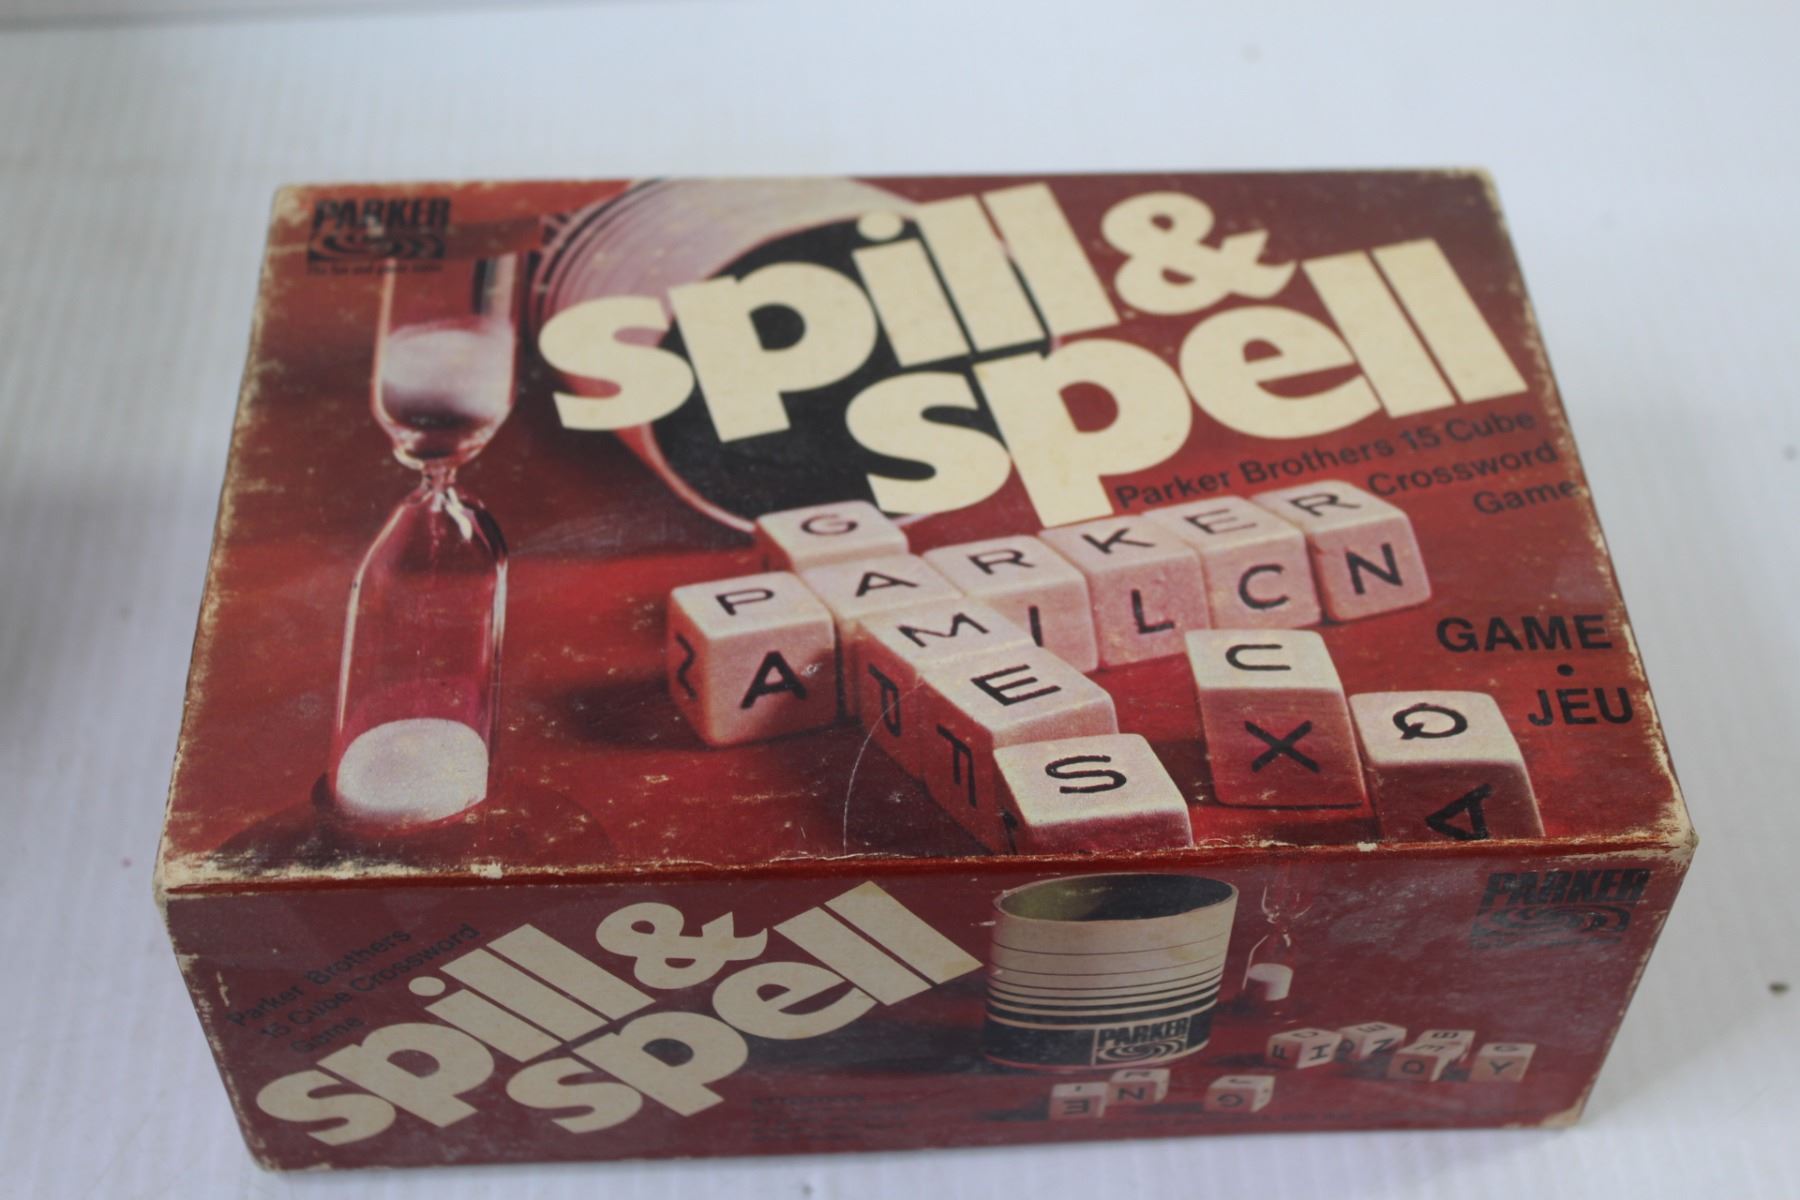 PARKER
spill &
spell
Parker Brothers 15 Cube
Crossword
Game
G
P A R K E R
M
E
S
A
I L C N
U
X
Q
A
GAME
•
JEU
Parker Brothers
15 Cube Crossword
Game
spill &
spell
PARKER
PARKER